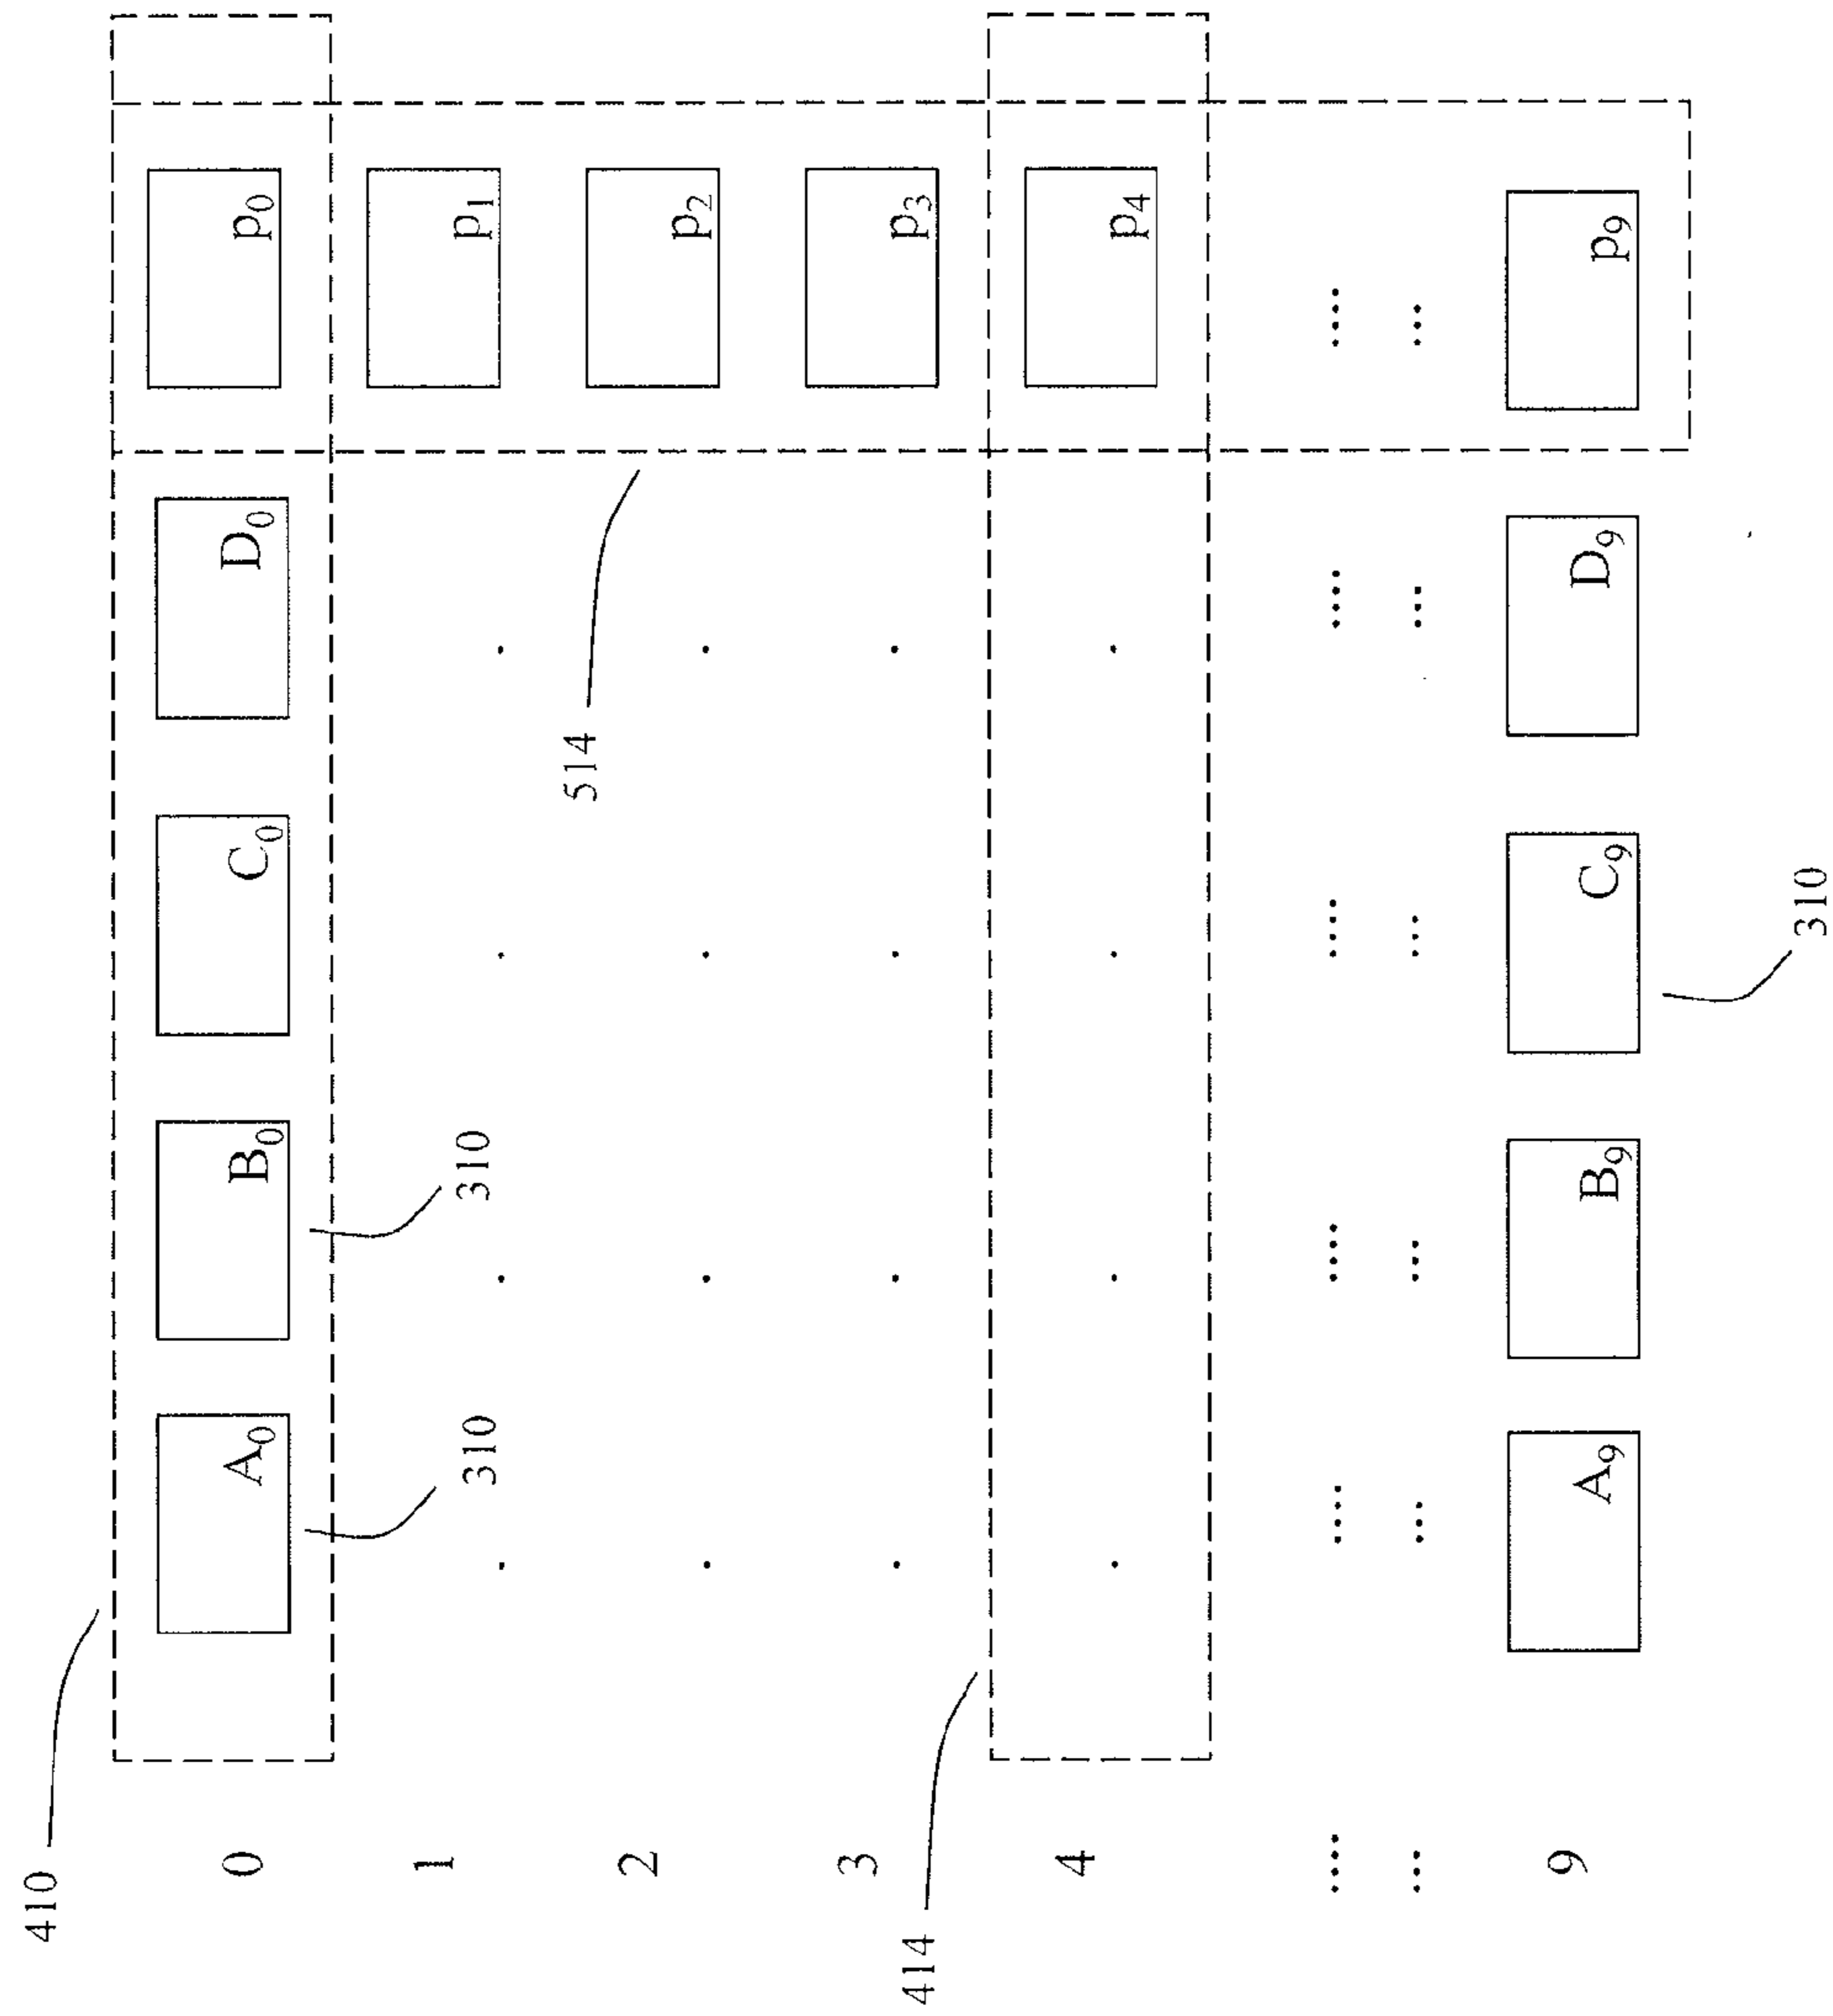 410
0 A₀ B₀ C₀ D₀ p₀
1 . . . . p₁
310 310
514
2 . . . . p₂
3 . . . . p₃
414
4 . . . . p₄
.... .... .... .... .... ....
... ... ... ... ... ...
9 A₉ B₉ C₉ D₉ p₉
310